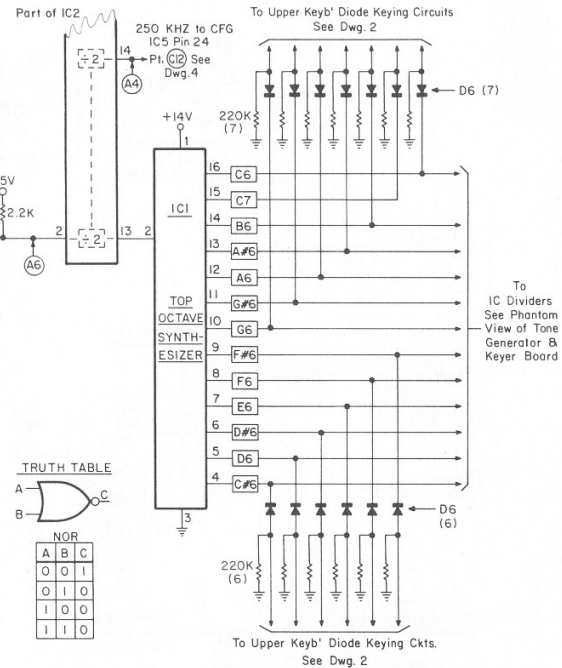 Part of IC2
To Upper Keyb' Diode Keying Circuits
See Dwg. 2
250 KHZ to CFG
IC5 Pin 24
Pt. C12 See
Dwg.4
÷2
14
A4
D6 (7)
220K
(7)
+14V
1
5V
2.2K
2
÷2
13
2
A6
IC1
TOP
OCTAVE
SYNTH-
ESIZER
16 C6
15 C7
14 B6
13 A#6
12 A6
11 G#6
10 G6
9 F#6
8 F6
7 E6
6 D#6
5 D6
4 C#6
3
To
IC Dividers
See Phantom
View of Tone
Generator &
Keyer Board
D6
(6)
220K
(6)
To Upper Keyb' Diode Keying Ckts.
See Dwg. 2
TRUTH TABLE
A
B
C
NOR
A B C
0 0 1
0 1 0
1 0 0
1 1 0